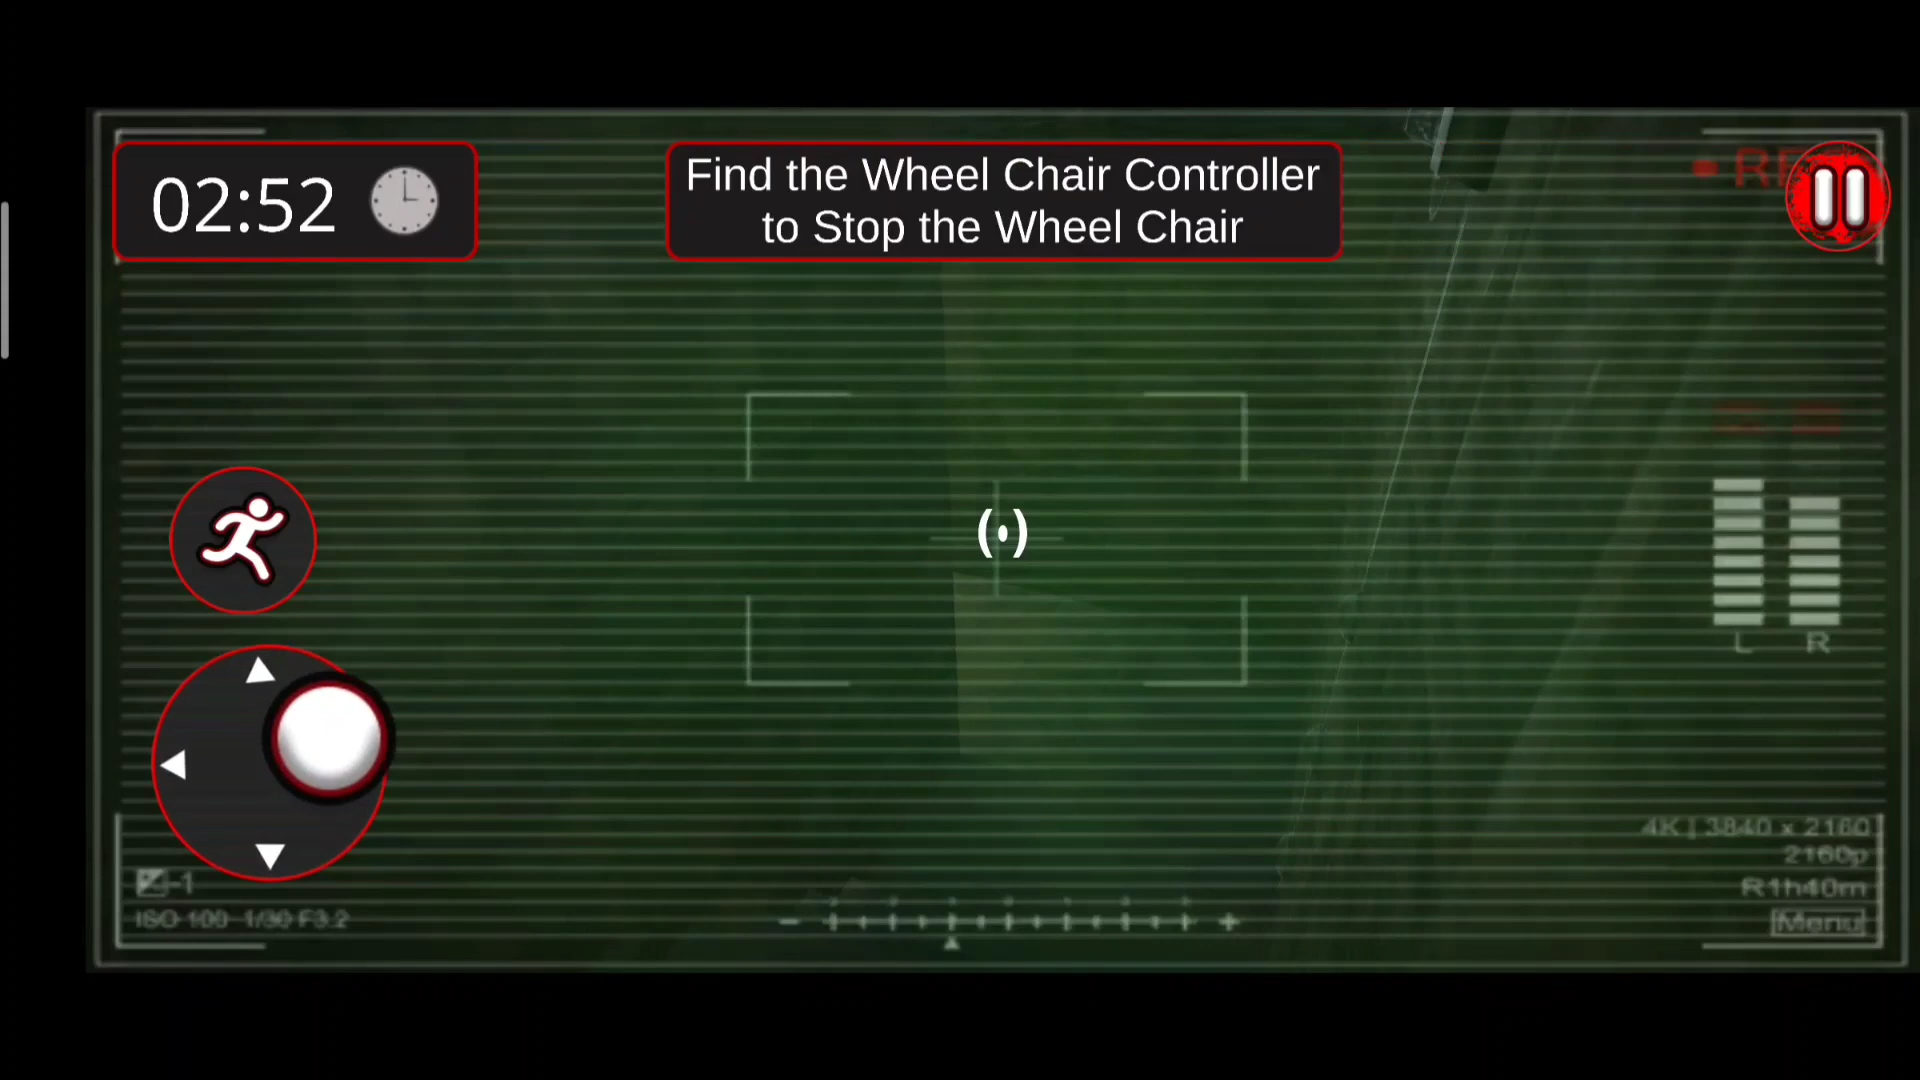 02:52
Find the Wheel Chair Controller
to Stop the Wheel Chair
L R
4K | 3840 x 2160
2160p
R1h40m
[Menu]
-1
ISO 100 1/30 F3.2